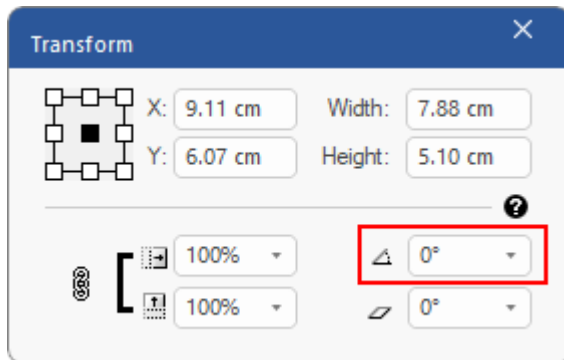 Transform
X: 9.11 cm Width: 7.88 cm
Y: 6.07 cm Height: 5.10 cm
?
100% 0°
100% 0°